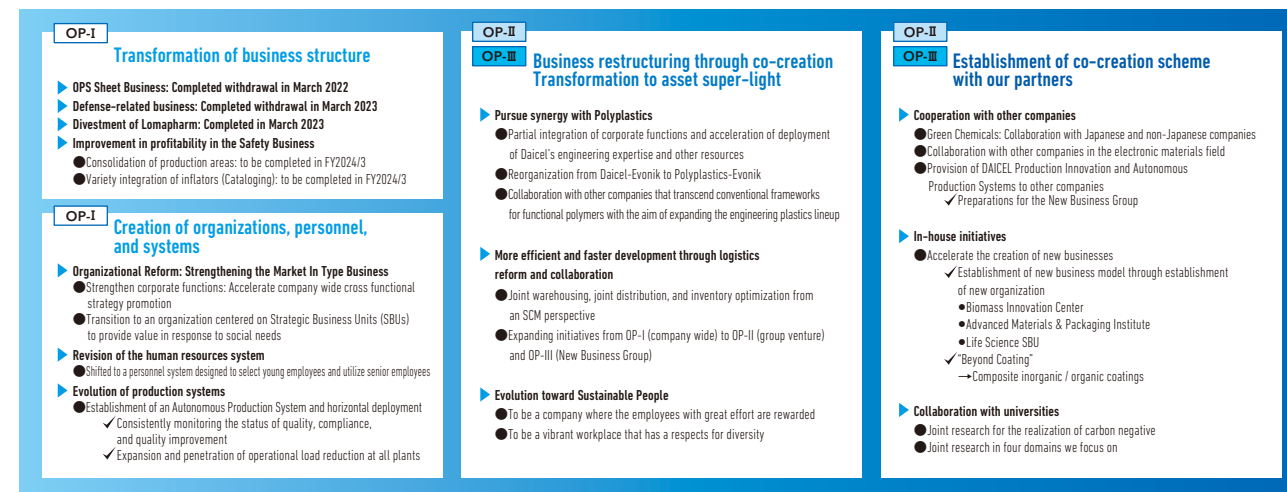 OP-Ⅰ
Transformation of business structure
▶ OPS Sheet Business: Completed withdrawal in March 2022
▶ Defense-related business: Completed withdrawal in March 2023
▶ Divestment of Lomapharm: Completed in March 2023
▶ Improvement in profitability in the Safety Business
●Consolidation of production areas: to be completed in FY2024/3
●Variety integration of inflators (Cataloging): to be completed in FY2024/3
OP-Ⅰ
Creation of organizations, personnel,
and systems
▶ Organizational Reform: Strengthening the Market In Type Business
●Strengthen corporate functions: Accelerate company wide cross functional
strategy promotion
●Transition to an organization centered on Strategic Business Units (SBUs)
to provide value in response to social needs
▶ Revision of the human resources system
●Shifted to a personnel system designed to select young employees and utilize senior employees
▶ Evolution of production systems
●Establishment of an Autonomous Production System and horizontal deployment
✓Consistently monitoring the status of quality, compliance,
and quality improvement
✓Expansion and penetration of operational load reduction at all plants
OP-Ⅱ
OP-Ⅲ
Business restructuring through co-creation
Transformation to asset super-light
▶ Pursue synergy with Polyplastics
●Partial integration of corporate functions and acceleration of deployment
of Daicel's engineering expertise and other resources
●Reorganization from Daicel-Evonik to Polyplastics-Evonik
●Collaboration with other companies that transcend conventional frameworks
for functional polymers with the aim of expanding the engineering plastics lineup
▶ More efficient and faster development through logistics
reform and collaboration
●Joint warehousing, joint distribution, and inventory optimization from
an SCM perspective
●Expanding initiatives from OP-I (company wide) to OP-II (group venture)
and OP-III (New Business Group)
▶ Evolution toward Sustainable People
●To be a company where the employees with great effort are rewarded
●To be a vibrant workplace that has a respects for diversity
OP-Ⅱ
OP-Ⅲ
Establishment of co-creation scheme
with our partners
▶ Cooperation with other companies
●Green Chemicals: Collaboration with Japanese and non-Japanese companies
●Collaboration with other companies in the electronic materials field
●Provision of DAICEL Production Innovation and Autonomous
Production Systems to other companies
✓Preparations for the New Business Group
▶ In-house initiatives
●Accelerate the creation of new businesses
✓Establishment of new business model through establishment
of new organization
●Biomass Innovation Center
●Advanced Materials & Packaging Institute
●Life Science SBU
✓"Beyond Coating"
→Composite inorganic / organic coatings
▶ Collaboration with universities
●Joint research for the realization of carbon negative
●Joint research in four domains we focus on